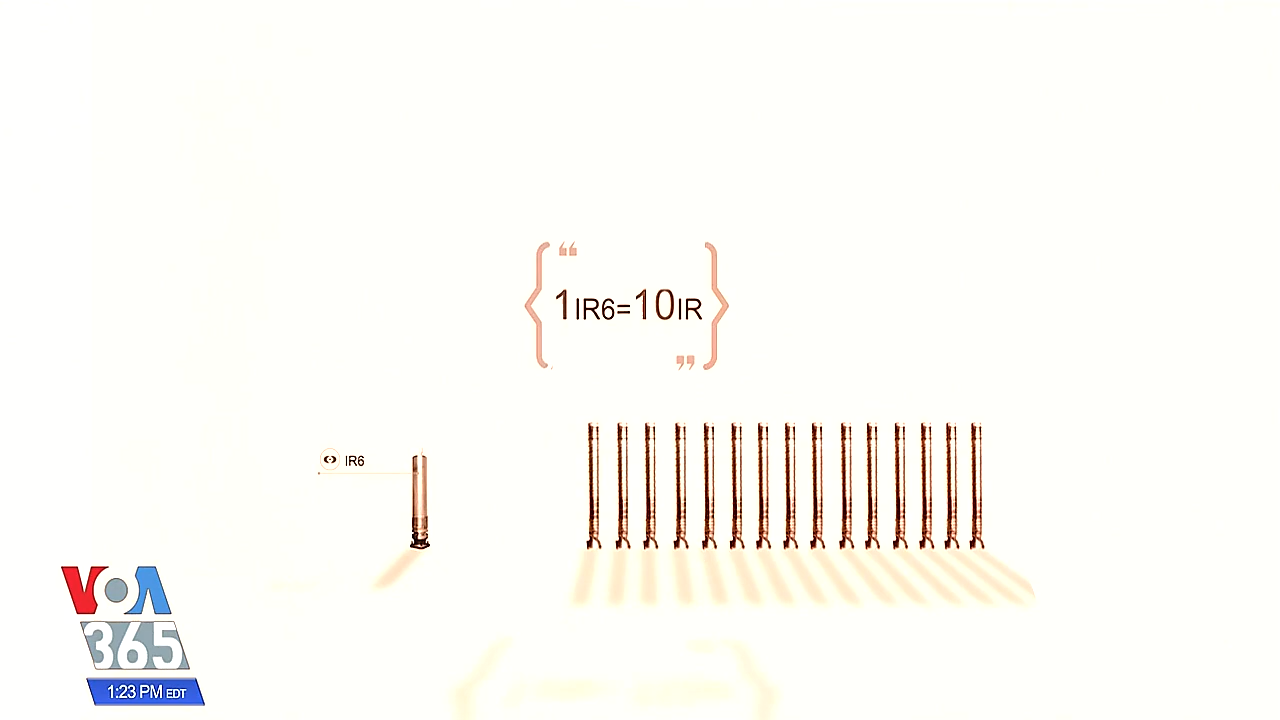 “
1IR6=10IR
”
IR6
VOA
365
1:23 PM EDT